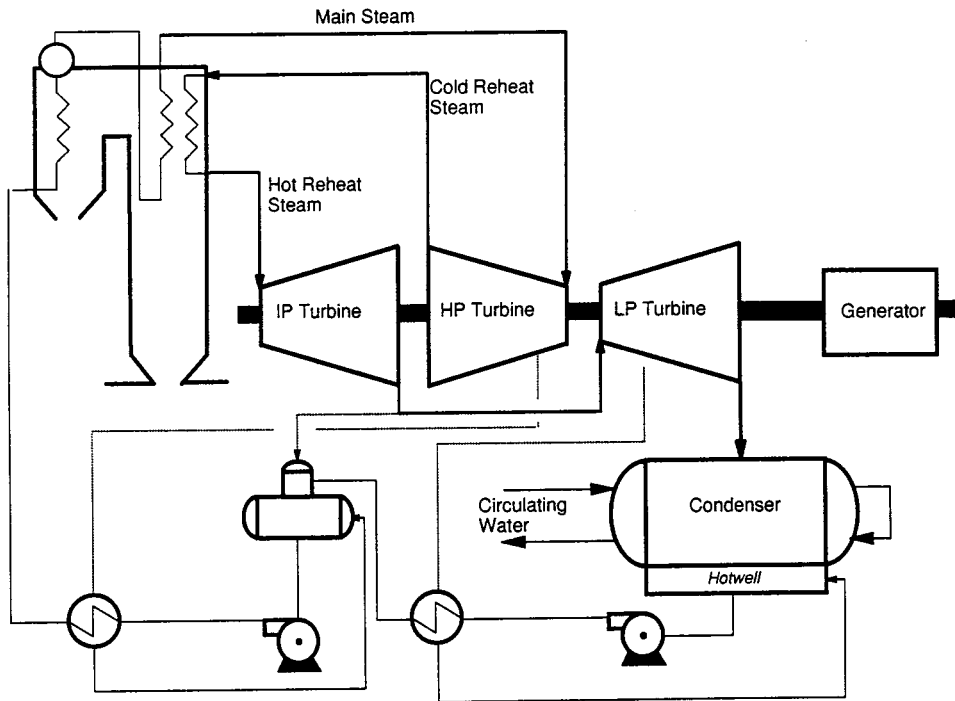 Main Steam
Cold Reheat
Steam
Hot Reheat
Steam
IP Turbine
HP Turbine
LP Turbine
Generator
Circulating
Water
Condenser
Hotwell